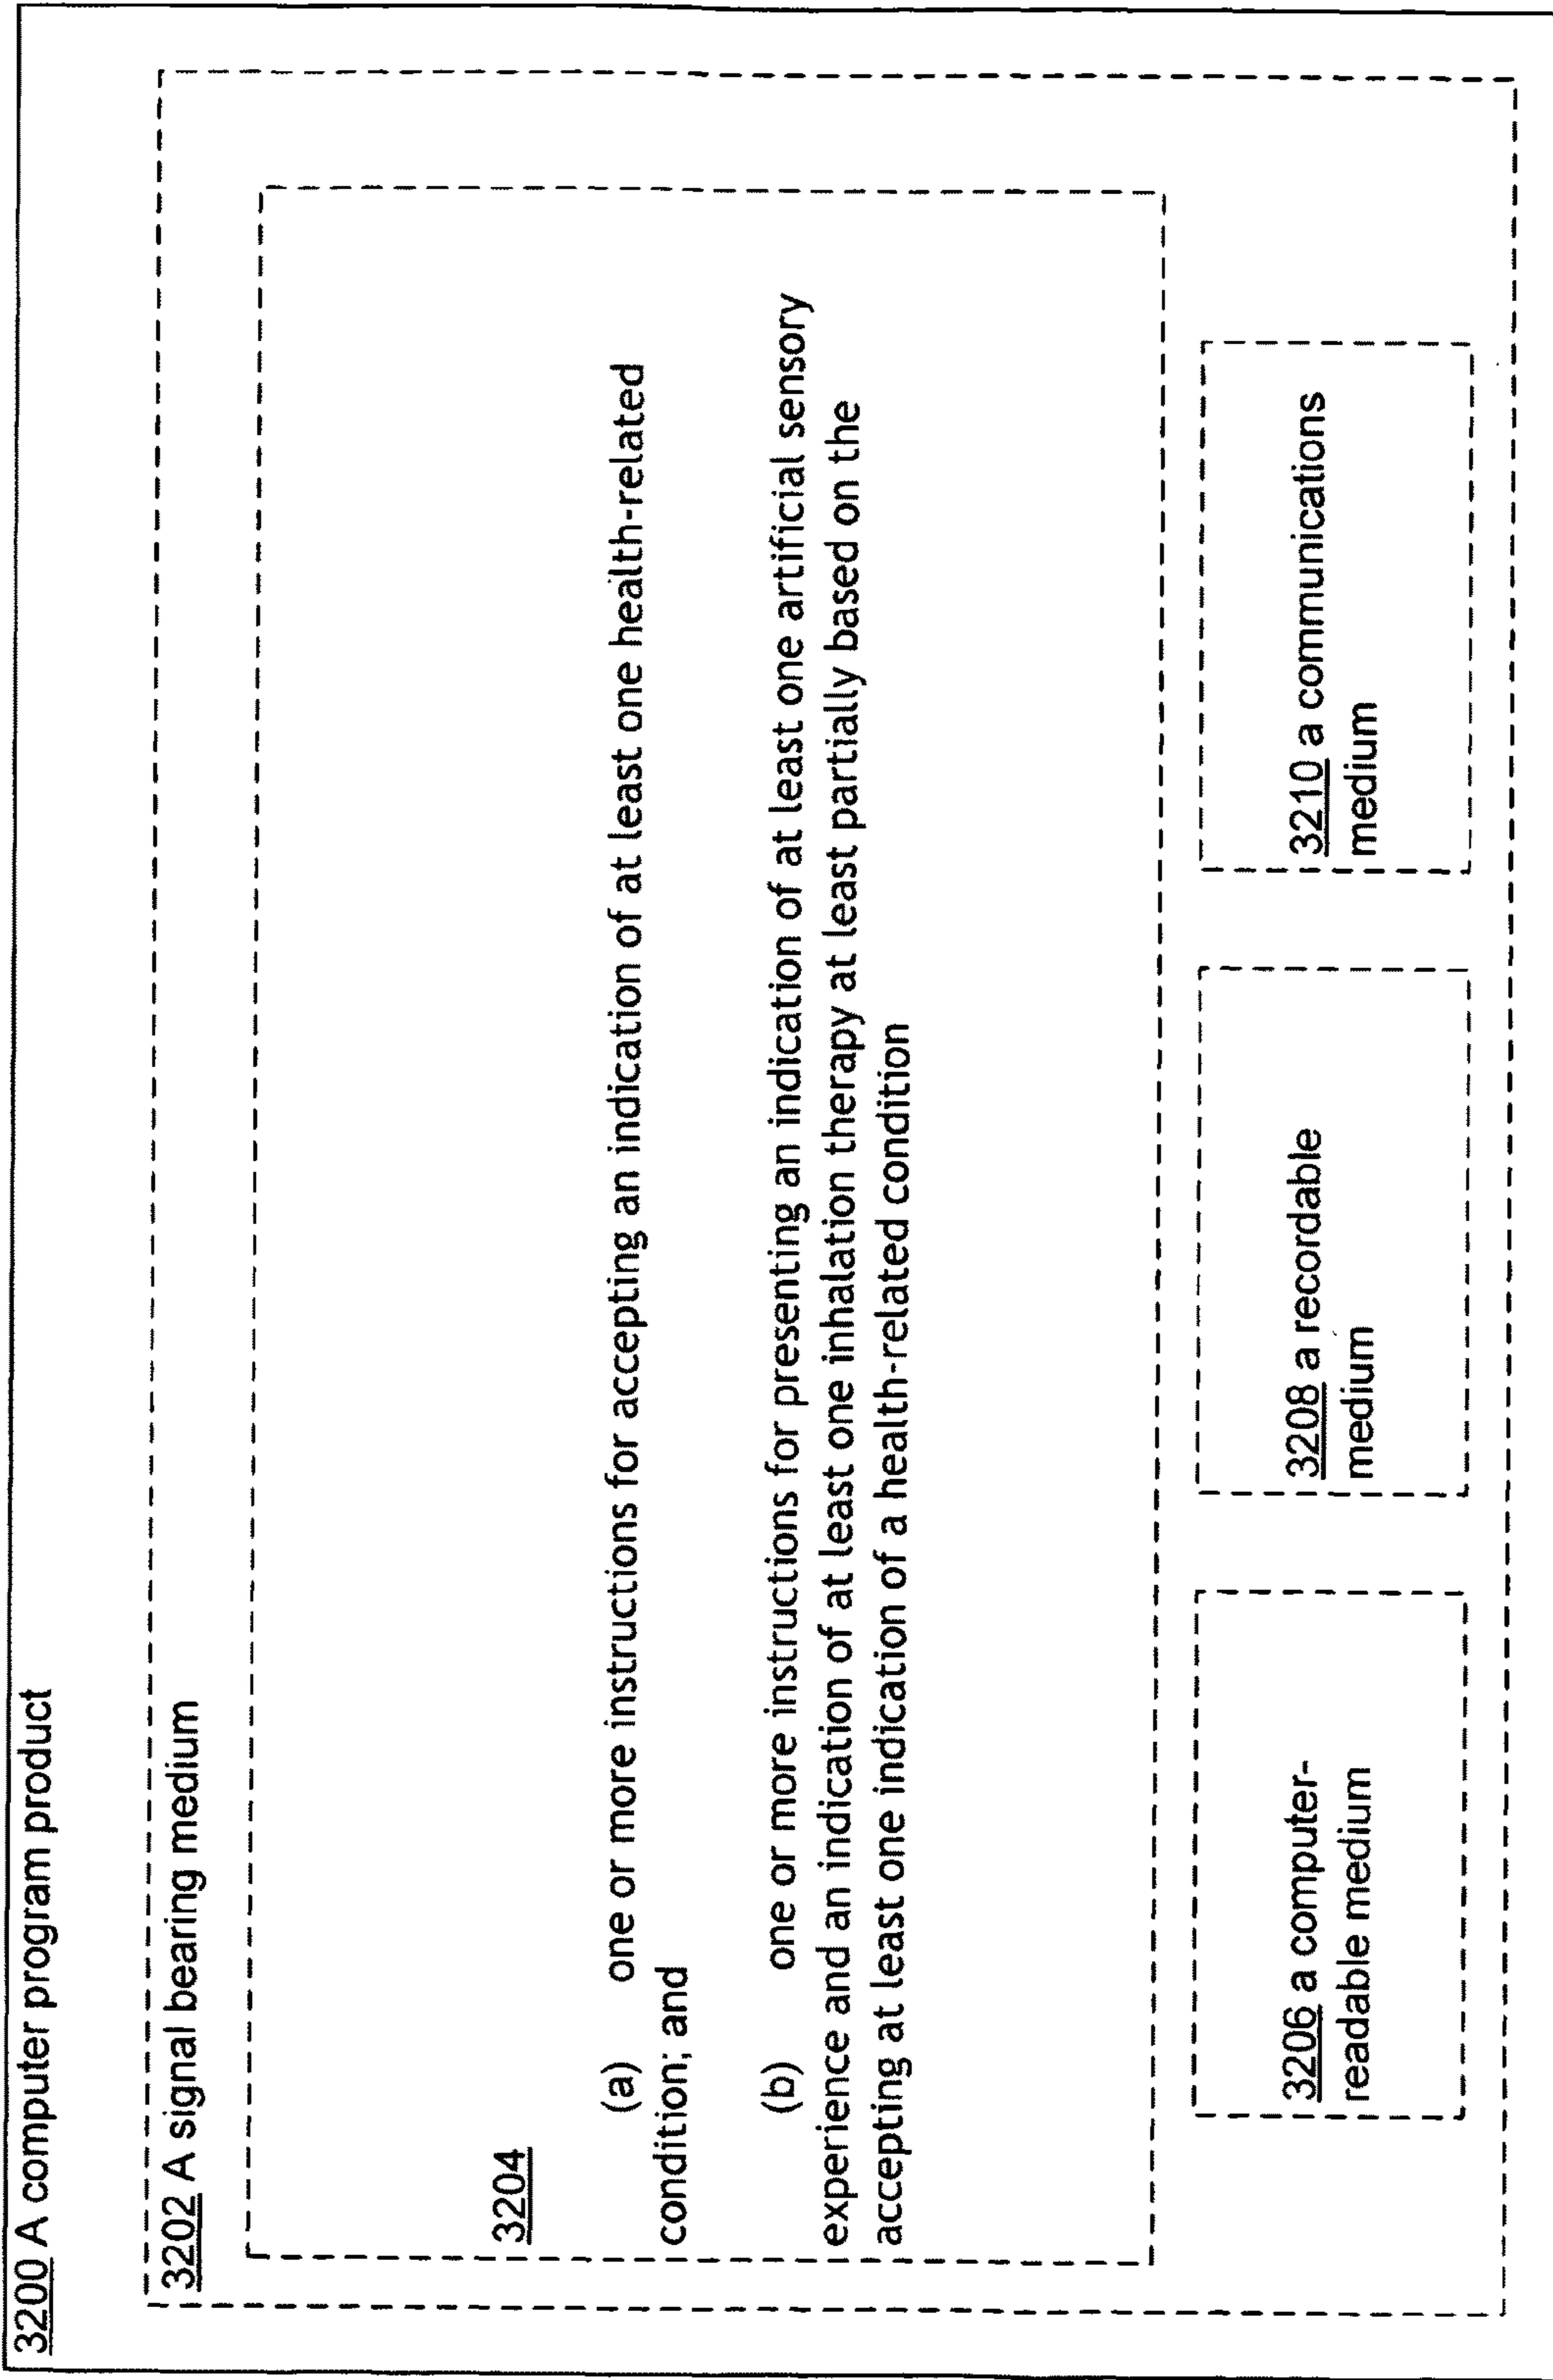 3200 A computer program product
3202 A signal bearing medium
3204
(a) one or more instructions for accepting an indication of at least one health-related
condition; and
(b) one or more instructions for presenting an indication of at least one artificial sensory
experience and an indication of at least one inhalation therapy at least partially based on the
accepting at least one indication of a health-related condition
3206 a computer-
readable medium
3208 a recordable
medium
3210 a communications
medium